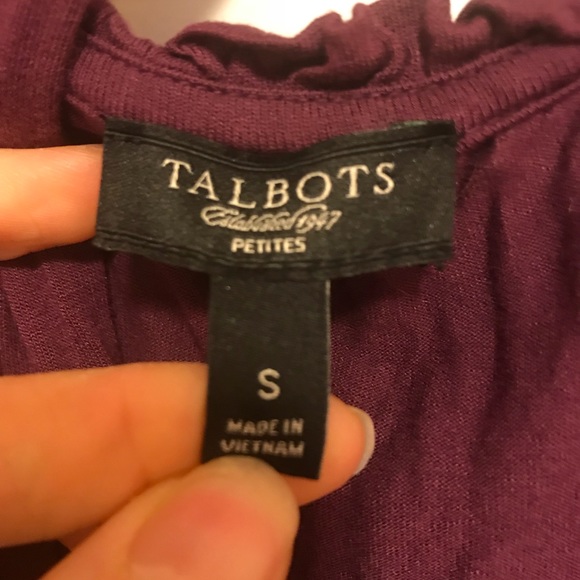 TALBOTS
Established 1947
PETITES
S
MADE IN
VIETNAM